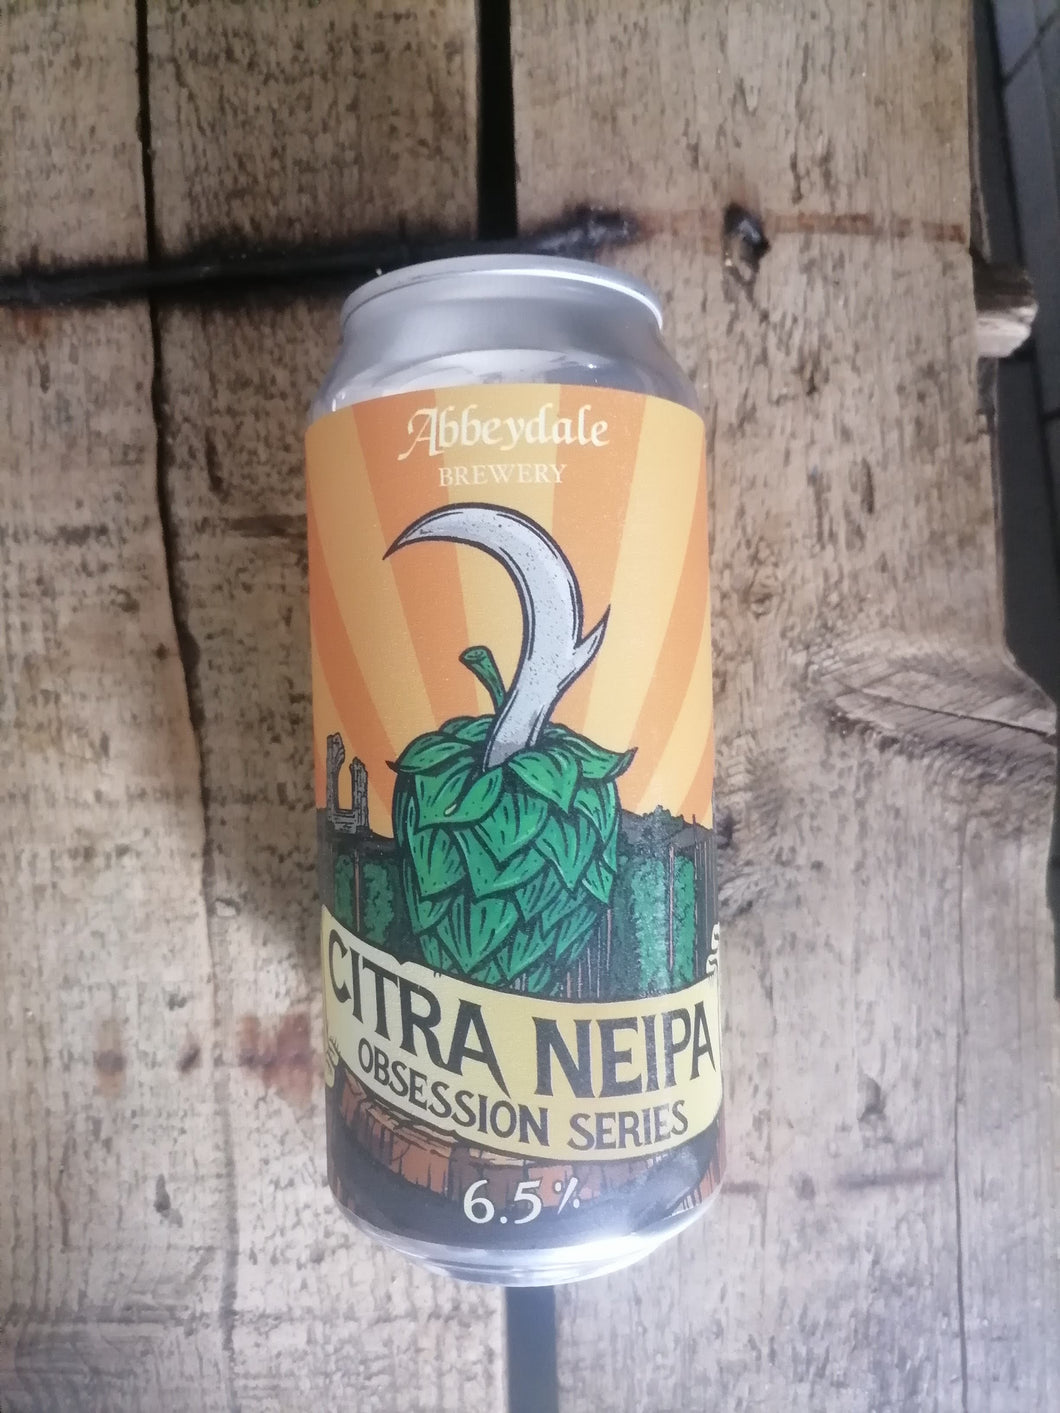 Abbeydale
BREWERY
CITRA NEIPA
OBSESSION SERIES
6.5%